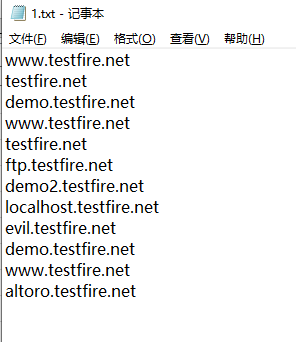 1.txt - 记事本
文件(F) 编辑(E) 格式(O) 查看(V) 帮助(H)
www.testfire.net
testfire.net
demo.testfire.net
www.testfire.net
testfire.net
ftp.testfire.net
demo2.testfire.net
localhost.testfire.net
evil.testfire.net
demo.testfire.net
www.testfire.net
altoro.testfire.net